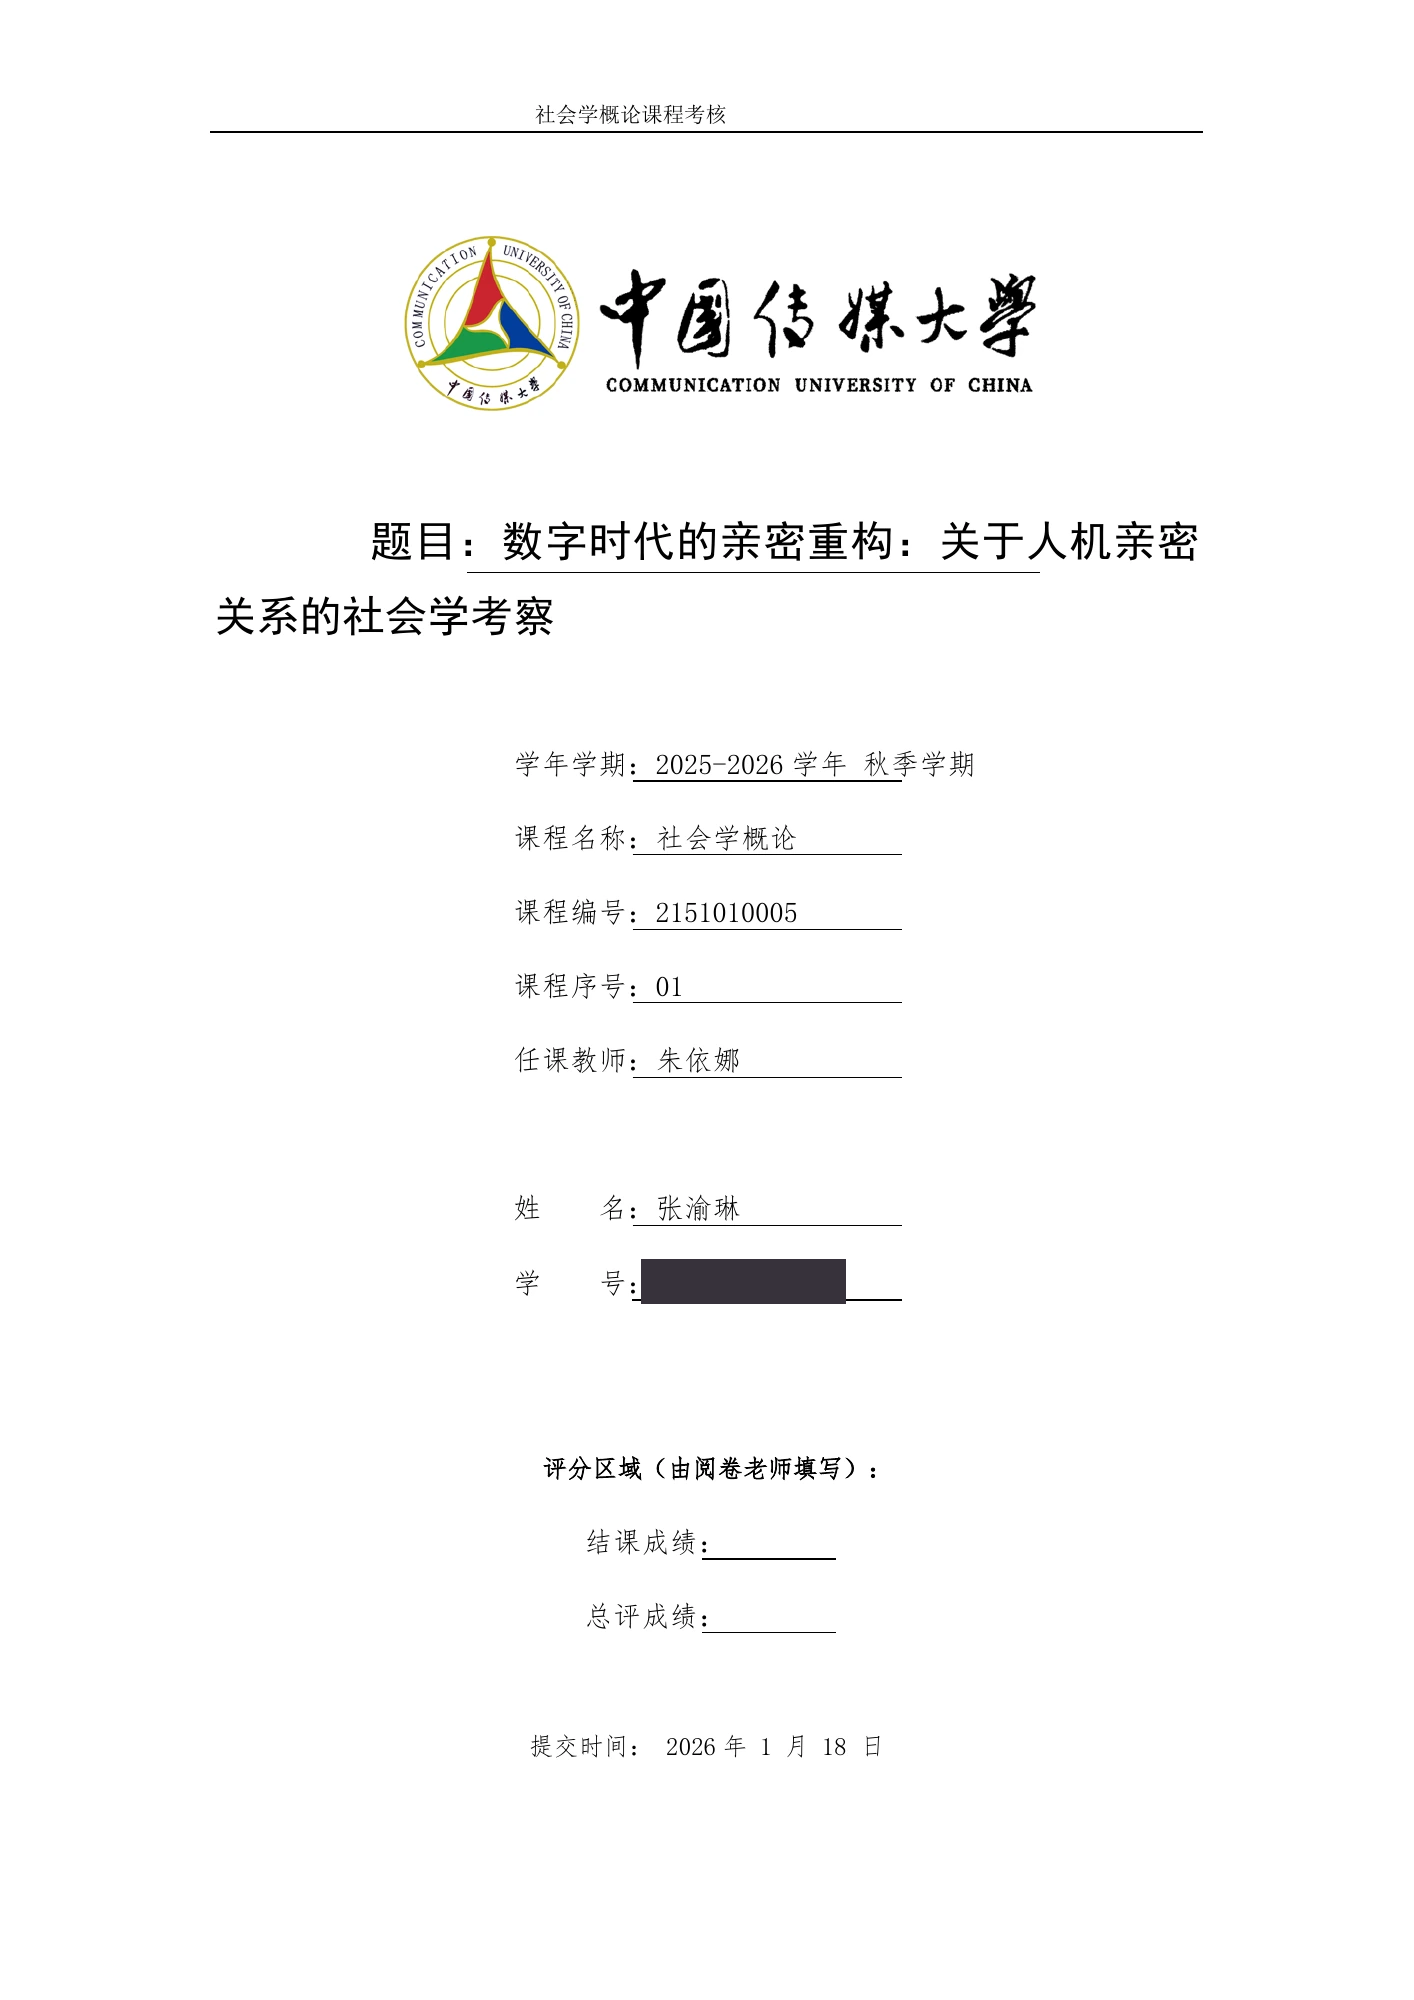 社会学概论课程考核
COMMUNICATION UNIVERSITY OF CHINA
中国传媒大学
中国传媒大学
COMMUNICATION UNIVERSITY OF CHINA
题目：数字时代的亲密重构：关于人机亲密
关系的社会学考察
学年学期：2025-2026 学年 秋季学期
课程名称：社会学概论
课程编号：2151010005
课程序号：01
任课教师：朱依娜
姓 名：张渝琳
学 号：
评分区域（由阅卷老师填写）：
结课成绩：
总评成绩：
提交时间： 2026 年 1 月 18 日